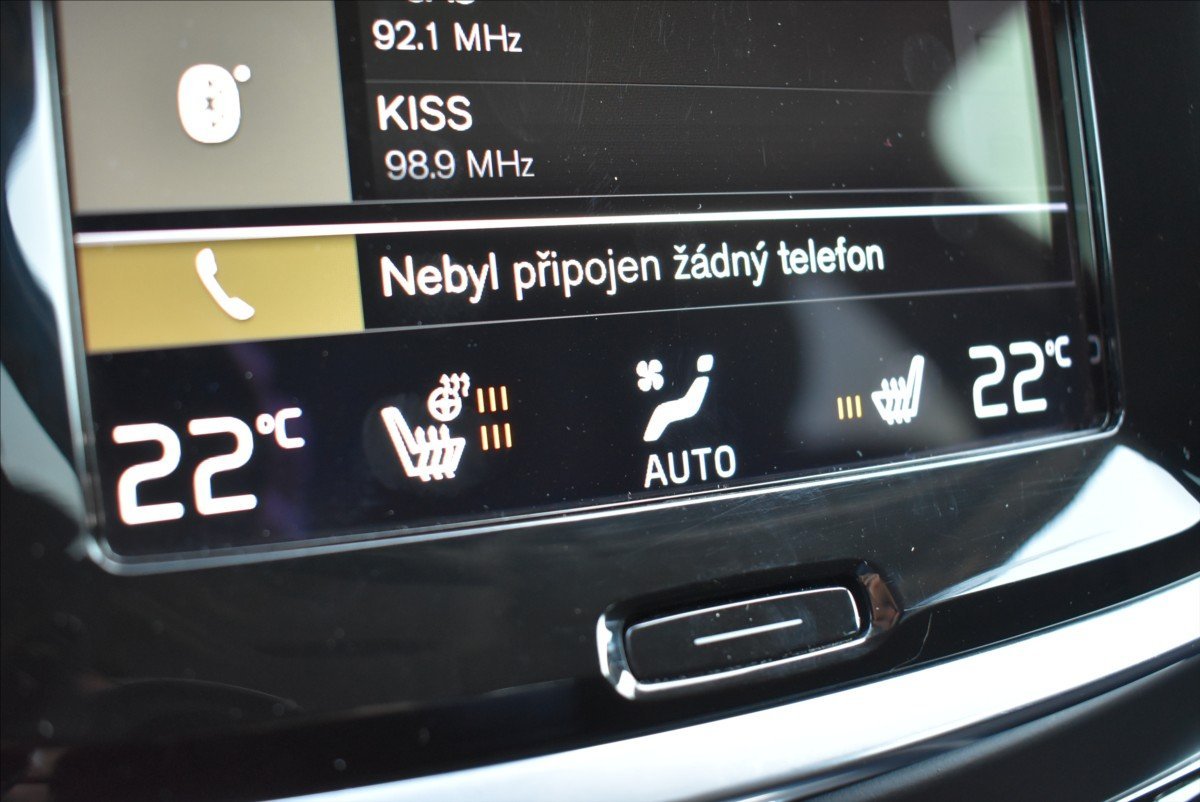 92.1 MHz
KISS
98.9 MHz
Nebyl připojen žádný telefon
22°C
22°C
AUTO